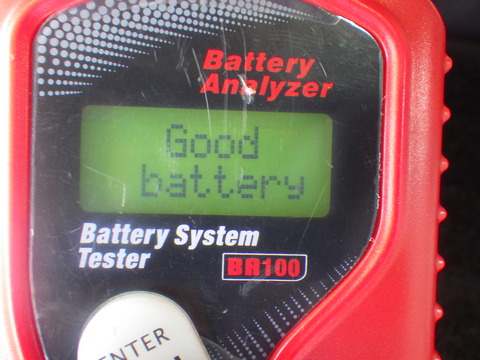 Battery
Analyzer
Good
battery
Battery System
Tester
BR100
ENTER